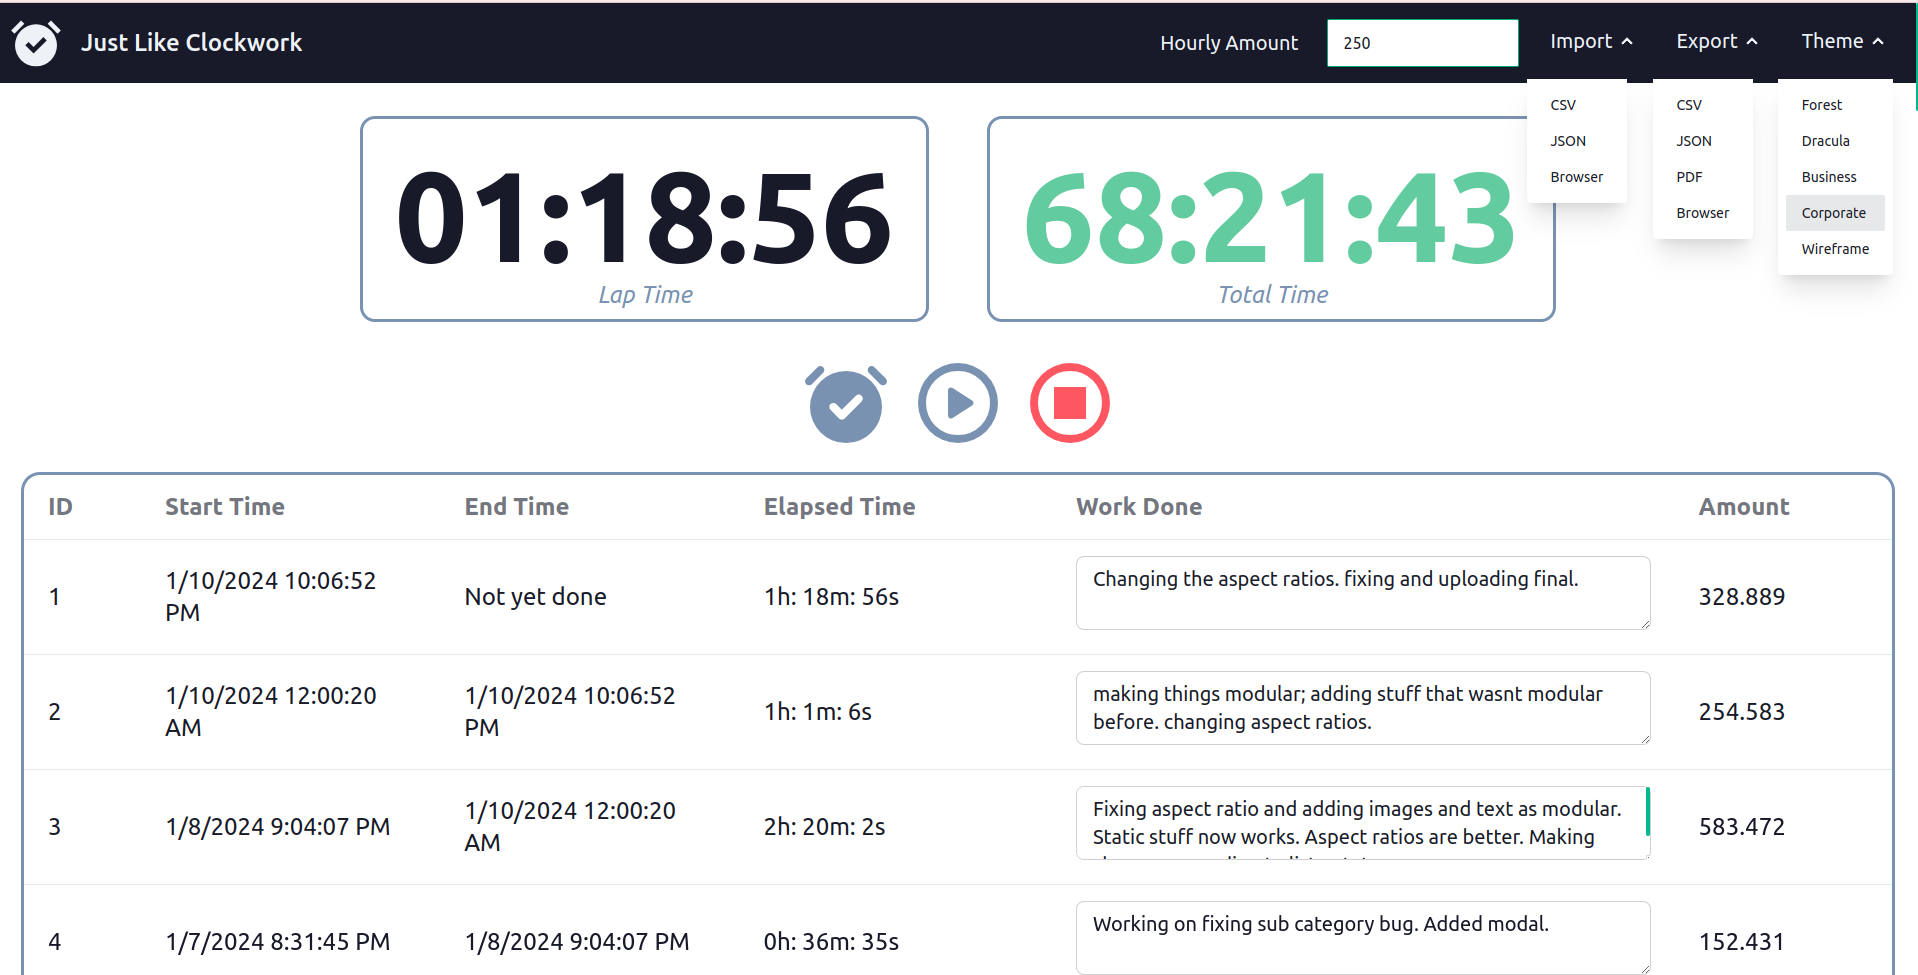 Just Like Clockwork
Hourly Amount
250
Import
Export
Theme
CSV
JSON
Browser
CSV
JSON
PDF
Browser
Forest
Dracula
Business
Corporate
Wireframe
01:18:56
Lap Time
68:21:43
Total Time
ID Start Time End Time Elapsed Time Work Done Amount
1
1/10/2024 10:06:52
PM
Not yet done
1h: 18m: 56s
Changing the aspect ratios. fixing and uploading final.
328.889
2
1/10/2024 12:00:20
AM
1/10/2024 10:06:52
PM
1h: 1m: 6s
making things modular; adding stuff that wasnt modular
before. changing aspect ratios.
254.583
3
1/8/2024 9:04:07 PM
1/10/2024 12:00:20
AM
2h: 20m: 2s
Fixing aspect ratio and adding images and text as modular.
Static stuff now works. Aspect ratios are better. Making
583.472
4
1/7/2024 8:31:45 PM
1/8/2024 9:04:07 PM
0h: 36m: 35s
Working on fixing sub category bug. Added modal.
152.431